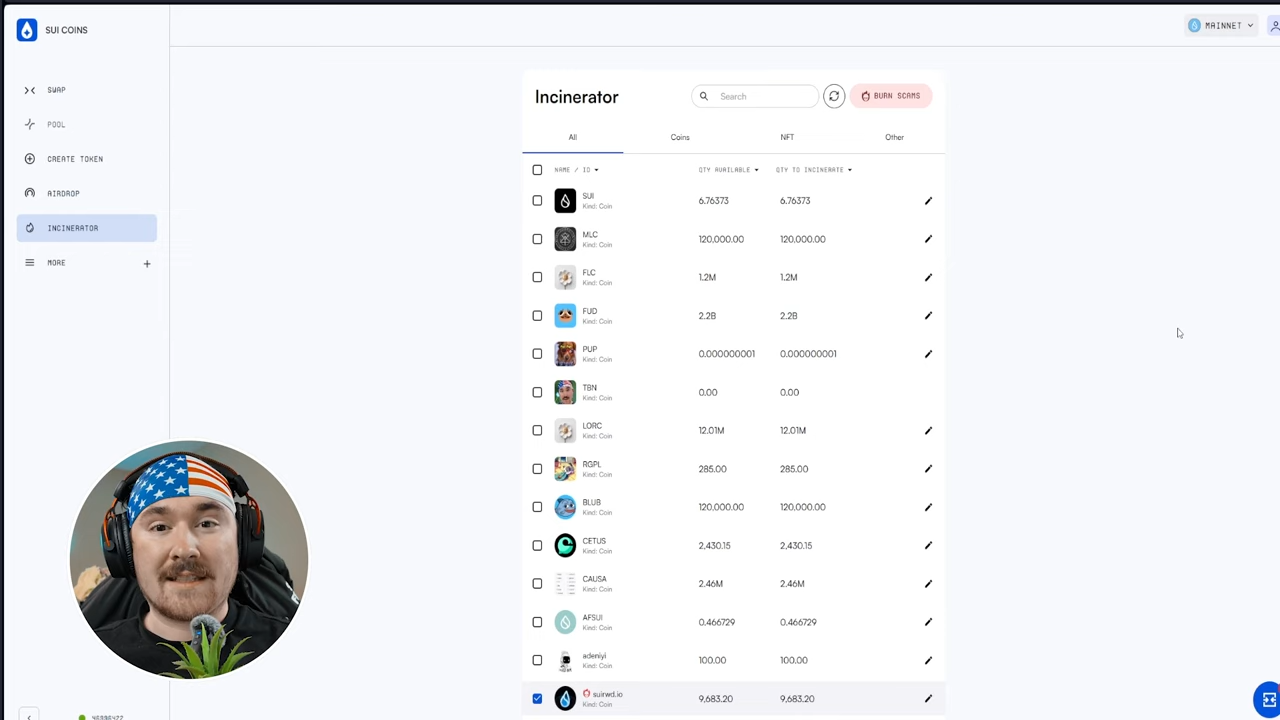 SUI COINS
MAINNET
SWAP
POOL
CREATE TOKEN
AIRDROP
INCINERATOR
MORE
Incinerator
Search
BURN SCAMS
All Coins NFT Other
NAME / ID QTY AVAILABLE QTY TO INCINERATE
SUI
Kind: Coin
6.76373 6.76373
MLC
Kind: Coin
120,000.00 120,000.00
FLC
Kind: Coin
1.2M 1.2M
FUD
Kind: Coin
2.2B 2.2B
PUP
Kind: Coin
0.000000001 0.000000001
TBN
Kind: Coin
0.00 0.00
LORC
Kind: Coin
12.01M 12.01M
RGPL
Kind: Coin
285.00 285.00
BLUB
Kind: Coin
120,000.00 120,000.00
CETUS
Kind: Coin
2,430.15 2,430.15
CAUSA
Kind: Coin
2.46M 2.46M
AFSUI
Kind: Coin
0.466729 0.466729
adeniyi
Kind: Coin
100.00 100.00
suirwd.io
Kind: Coin
9,683.20 9,683.20